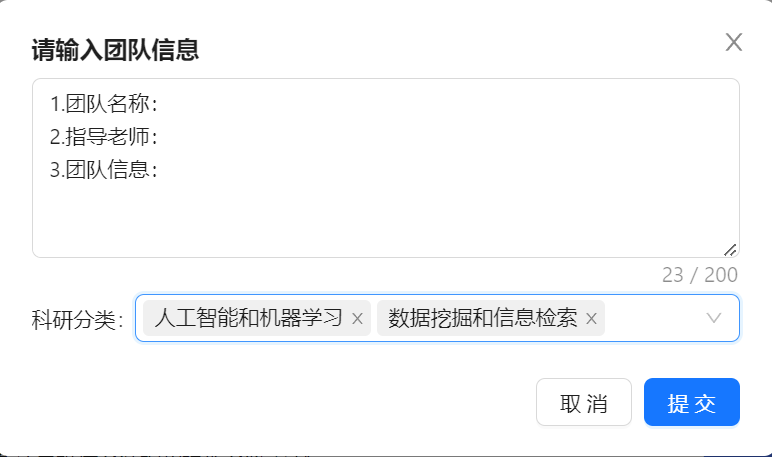 请输入团队信息
1.团队名称：
2.指导老师：
3.团队信息：
23 / 200
科研分类： 人工智能和机器学习 数据挖掘和信息检索
取 消 提 交